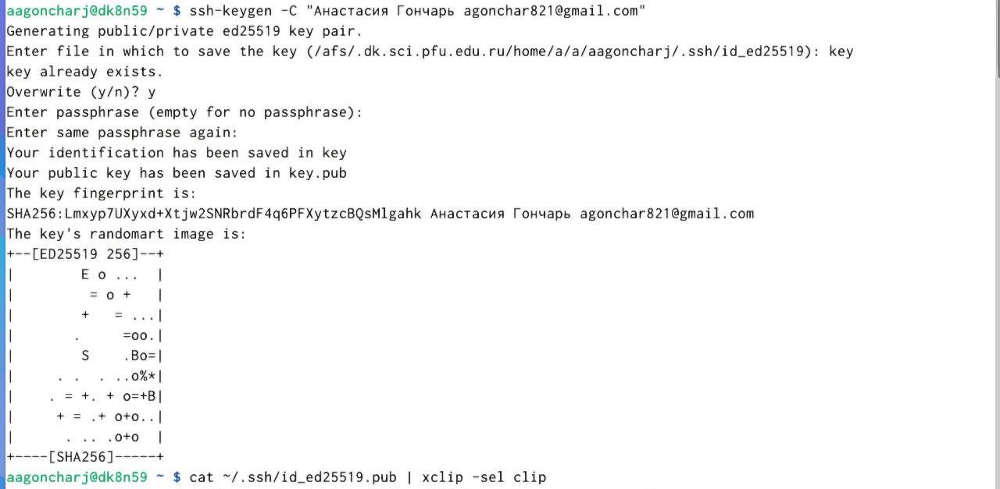 aagoncharj@dk8n59 ~ $ ssh-keygen -C "Анастасия Гончарь agonchar821@gmail.com"
Generating public/private ed25519 key pair.
Enter file in which to save the key (/afs/.dk.sci.pfu.edu.ru/home/a/a/aagoncharj/.ssh/id_ed25519): key
key already exists.
Overwrite (y/n)? y
Enter passphrase (empty for no passphrase):
Enter same passphrase again:
Your identification has been saved in key
Your public key has been saved in key.pub
The key fingerprint is:
SHA256:Lmxyp7UXyxd+Xtjw2SNRbrdF4q6PFXytzcBQsMlgahk Анастасия Гончарь agonchar821@gmail.com
The key's randomart image is:
+--[ED25519 256]--+
|        E o ...  |
|         = o +   |
|        +   = ...|
|       .     =oo.|
|        S    .Bo=|
|     . .  . ..o%*|
|    . = +. + o=+B|
|     + = .+ o+o..|
|      . .. .o+o  |
+----[SHA256]-----+
aagoncharj@dk8n59 ~ $ cat ~/.ssh/id_ed25519.pub | xclip -sel clip